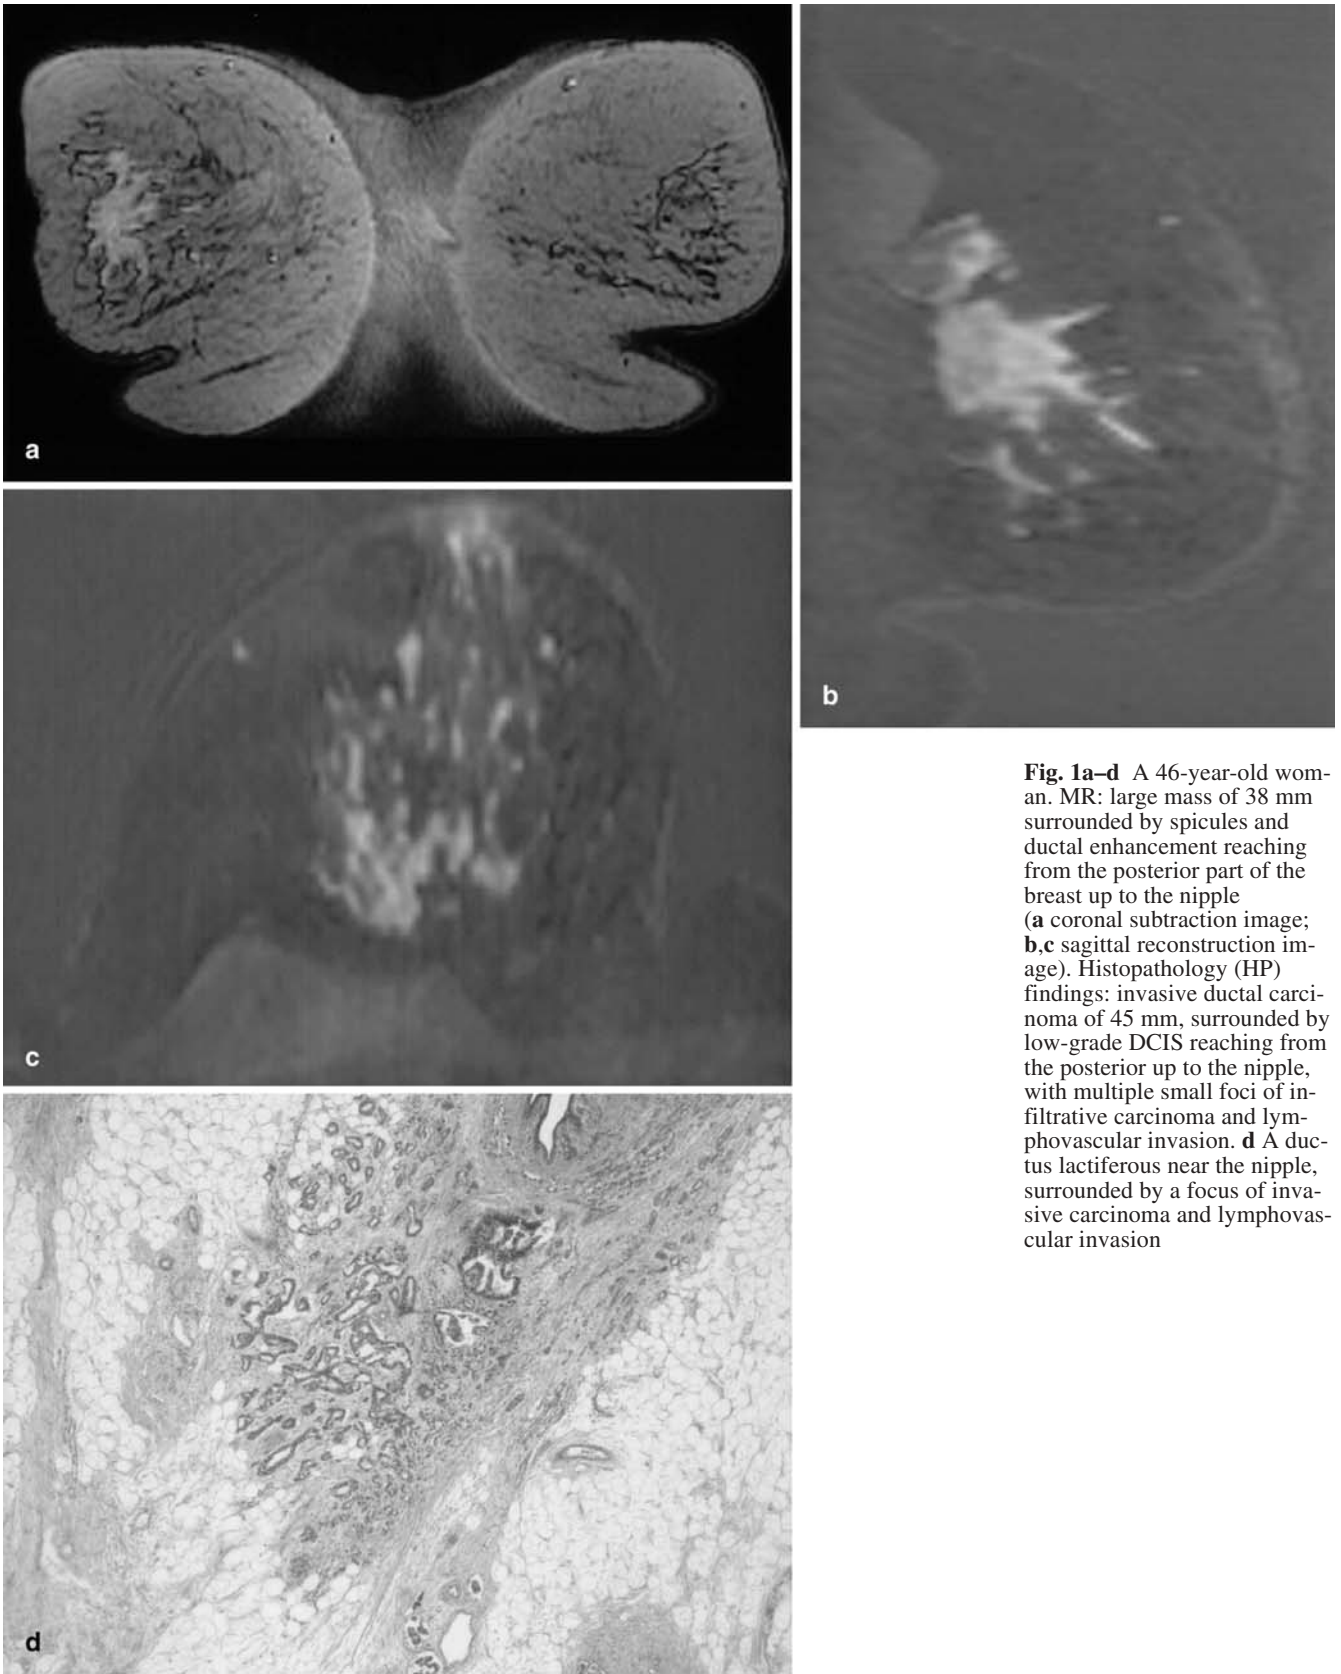 a
b
c
d
Fig. 1a–d A 46-year-old wom-
an. MR: large mass of 38 mm
surrounded by spicules and
ductal enhancement reaching
from the posterior part of the
breast up to the nipple
(a coronal subtraction image;
b,c sagittal reconstruction im-
age). Histopathology (HP)
findings: invasive ductal carci-
noma of 45 mm, surrounded by
low-grade DCIS reaching from
the posterior up to the nipple,
with multiple small foci of in-
filtrative carcinoma and lym-
phovascular invasion. d A duc-
tus lactiferous near the nipple,
surrounded by a focus of inva-
sive carcinoma and lymphovas-
cular invasion